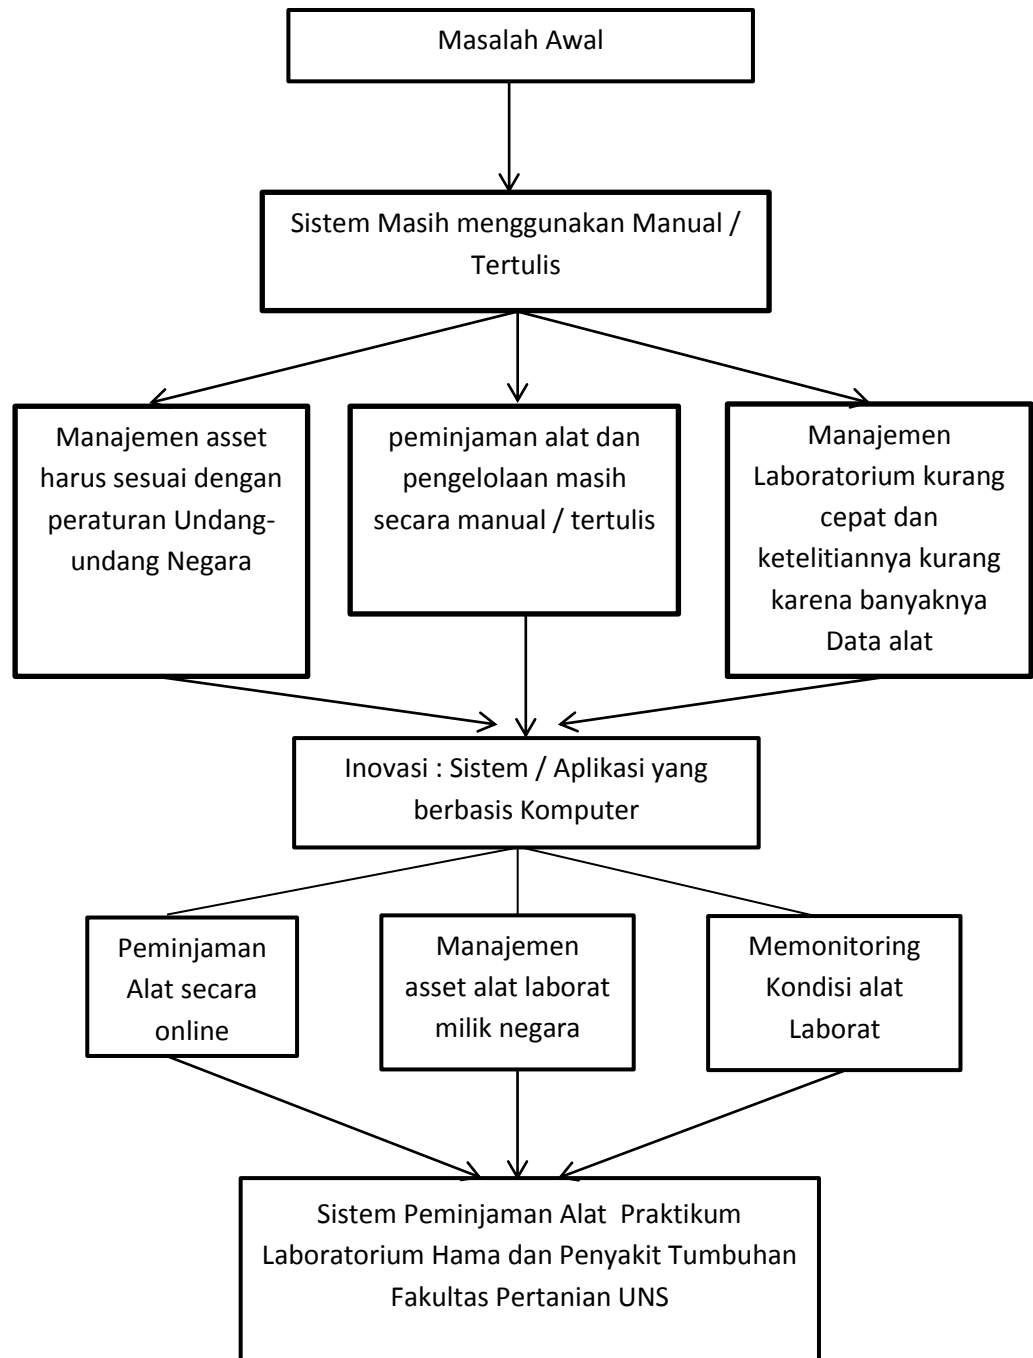 Masalah Awal
Sistem Masih menggunakan Manual /
Tertulis
Manajemen asset
harus sesuai dengan
peraturan Undang-
undang Negara
peminjaman alat dan
pengelolaan masih
secara manual / tertulis
Manajemen
Laboratorium kurang
cepat dan
ketelitiannya kurang
karena banyaknya
Data alat
Inovasi : Sistem / Aplikasi yang
berbasis Komputer
Peminjaman
Alat secara
online
Manajemen
asset alat laborat
milik negara
Memonitoring
Kondisi alat
Laborat
Sistem Peminjaman Alat  Praktikum
Laboratorium Hama dan Penyakit Tumbuhan
Fakultas Pertanian UNS